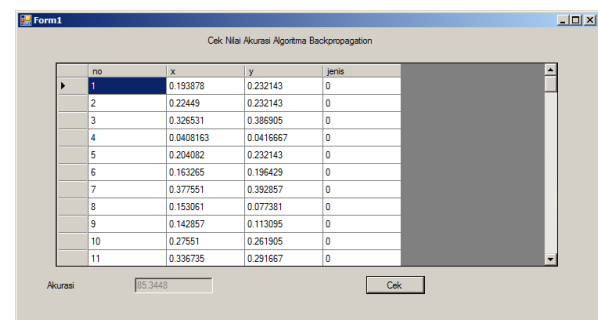 Form1
Cek Nilai Akurasi Algoritma Backpropagation
no x y jenis
1 0.193878 0.232143 0
2 0.22449 0.232143 0
3 0.326531 0.386905 0
4 0.0408163 0.0416667 0
5 0.204082 0.232143 0
6 0.163265 0.196429 0
7 0.377551 0.392857 0
8 0.153061 0.077381 0
9 0.142857 0.113095 0
10 0.27551 0.261905 0
11 0.336735 0.291667 0
Akurasi 85.3448 Cek